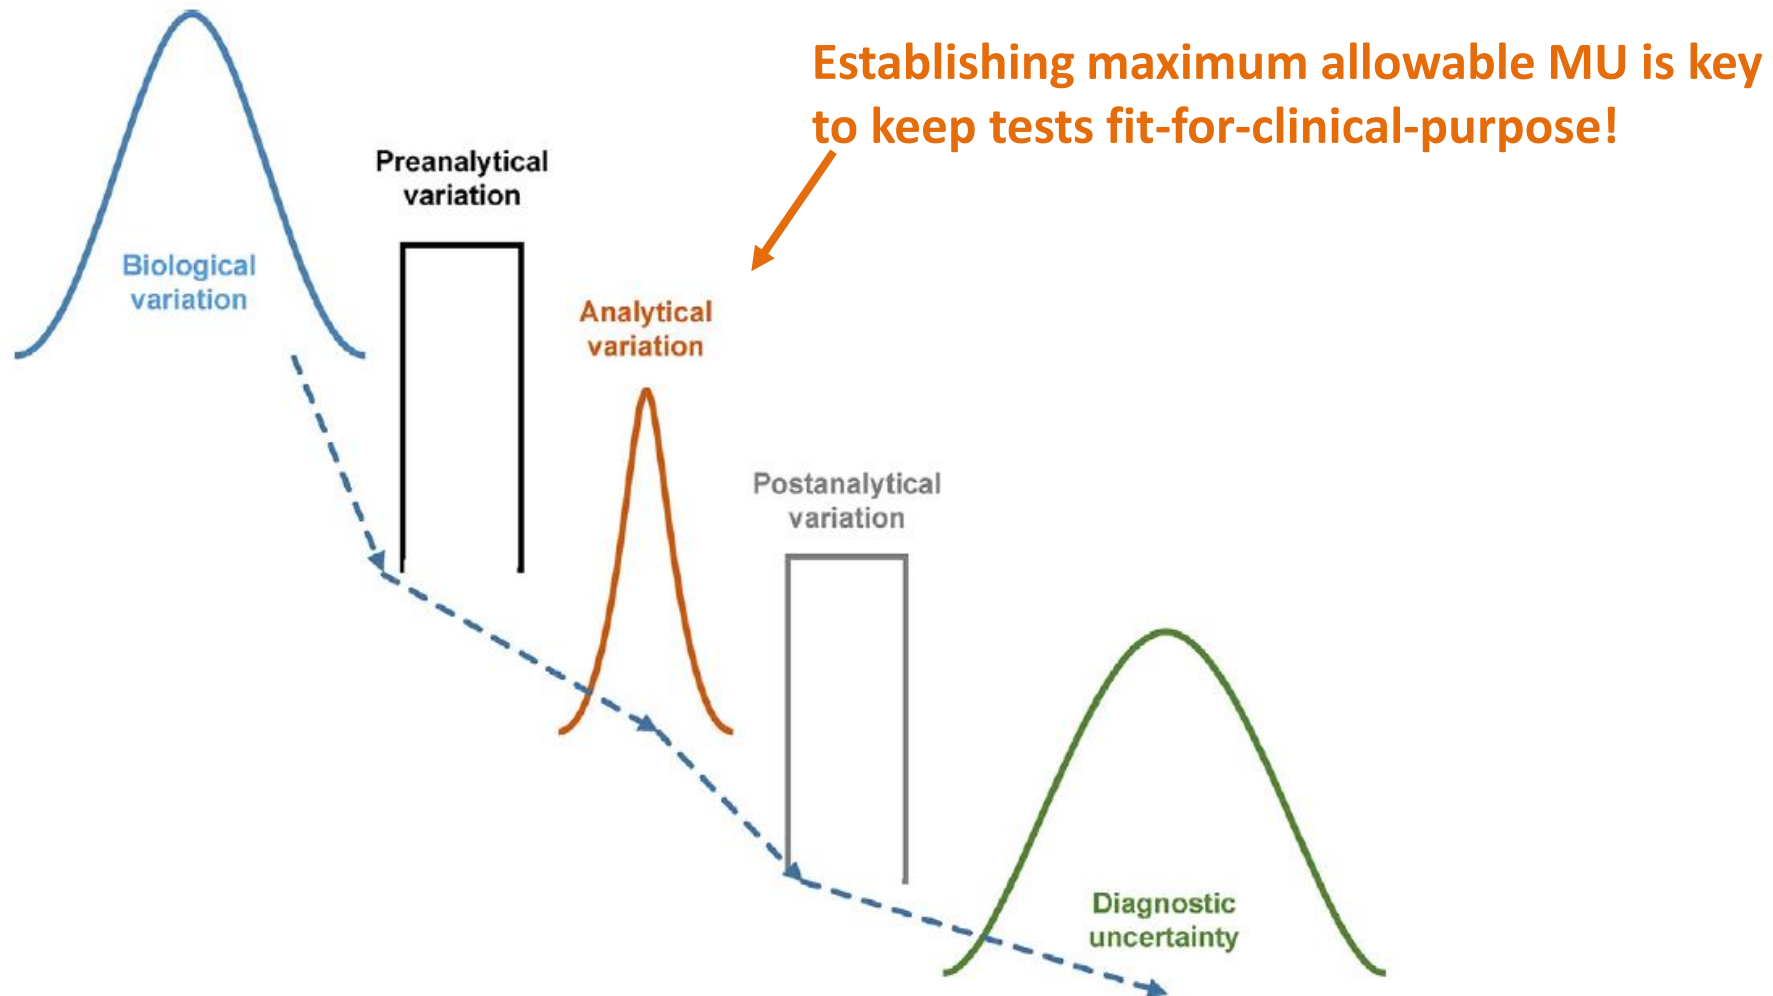 Establishing maximum allowable MU is key
to keep tests fit-for-clinical-purpose!
Preanalytical
variation
Biological
variation
Analytical
variation
Postanalytical
variation
Diagnostic
uncertainty